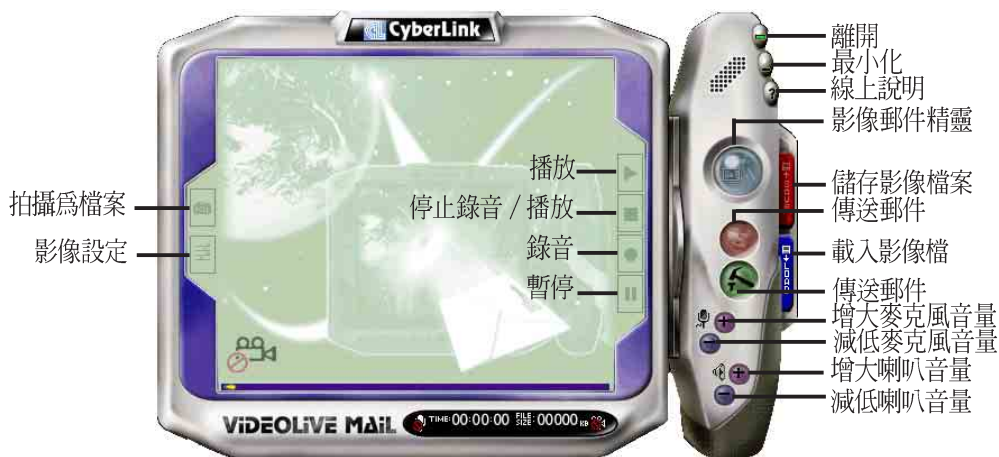 CyberLink
離開
最小化
線上說明
影像郵件精靈
播放
儲存影像檔案
拍攝為檔案
停止錄音 / 播放
傳送郵件
影像設定
錄音
載入影像檔
暫停
傳送郵件
增大麥克風音量
減低麥克風音量
增大喇叭音量
減低喇叭音量
LOAD
VIDEOLIVE MAIL
TIME: 00:00:00 FILE SIZE: 00000 KB